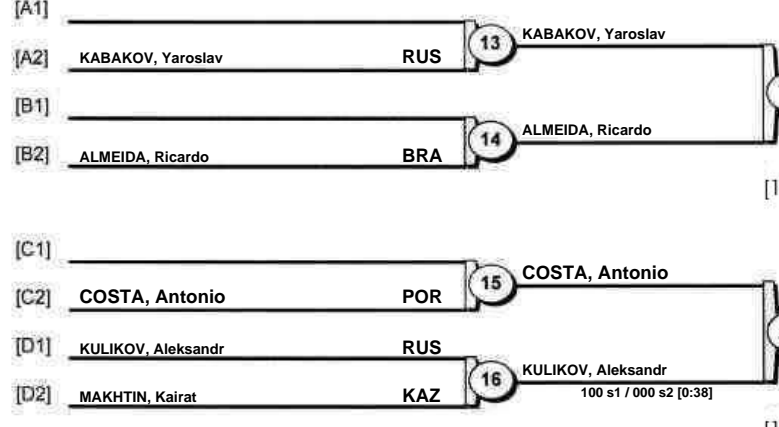 [A1]
[A2] KABAKOV, Yaroslav RUS 13 KABAKOV, Yaroslav
[B1]
[B2] ALMEIDA, Ricardo BRA 14 ALMEIDA, Ricardo
[C1]
[C2] COSTA, Antonio POR 15 COSTA, Antonio
[D1] KULIKOV, Aleksandr RUS
16 KULIKOV, Aleksandr
[D2] MAKHTIN, Kairat KAZ 100 s1 / 000 s2 [0:38]